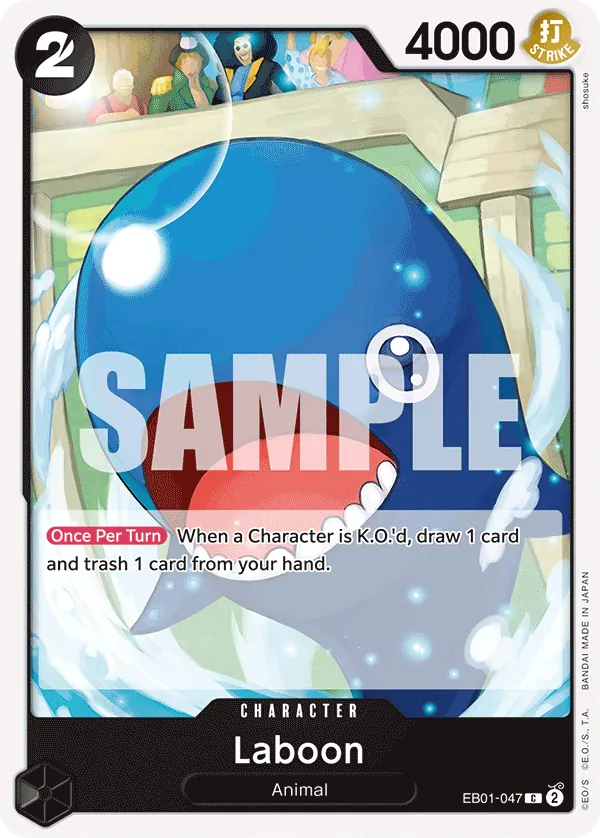 2
4000
打
STRIKE
shosuke
SAMPLE
Once Per Turn When a Character is K.O.'d, draw 1 card
and trash 1 card from your hand.
©EO/S ©E.O./S., T.A. BANDAI MADE IN JAPAN
CHARACTER
Laboon
Animal
EB01-047 C 2